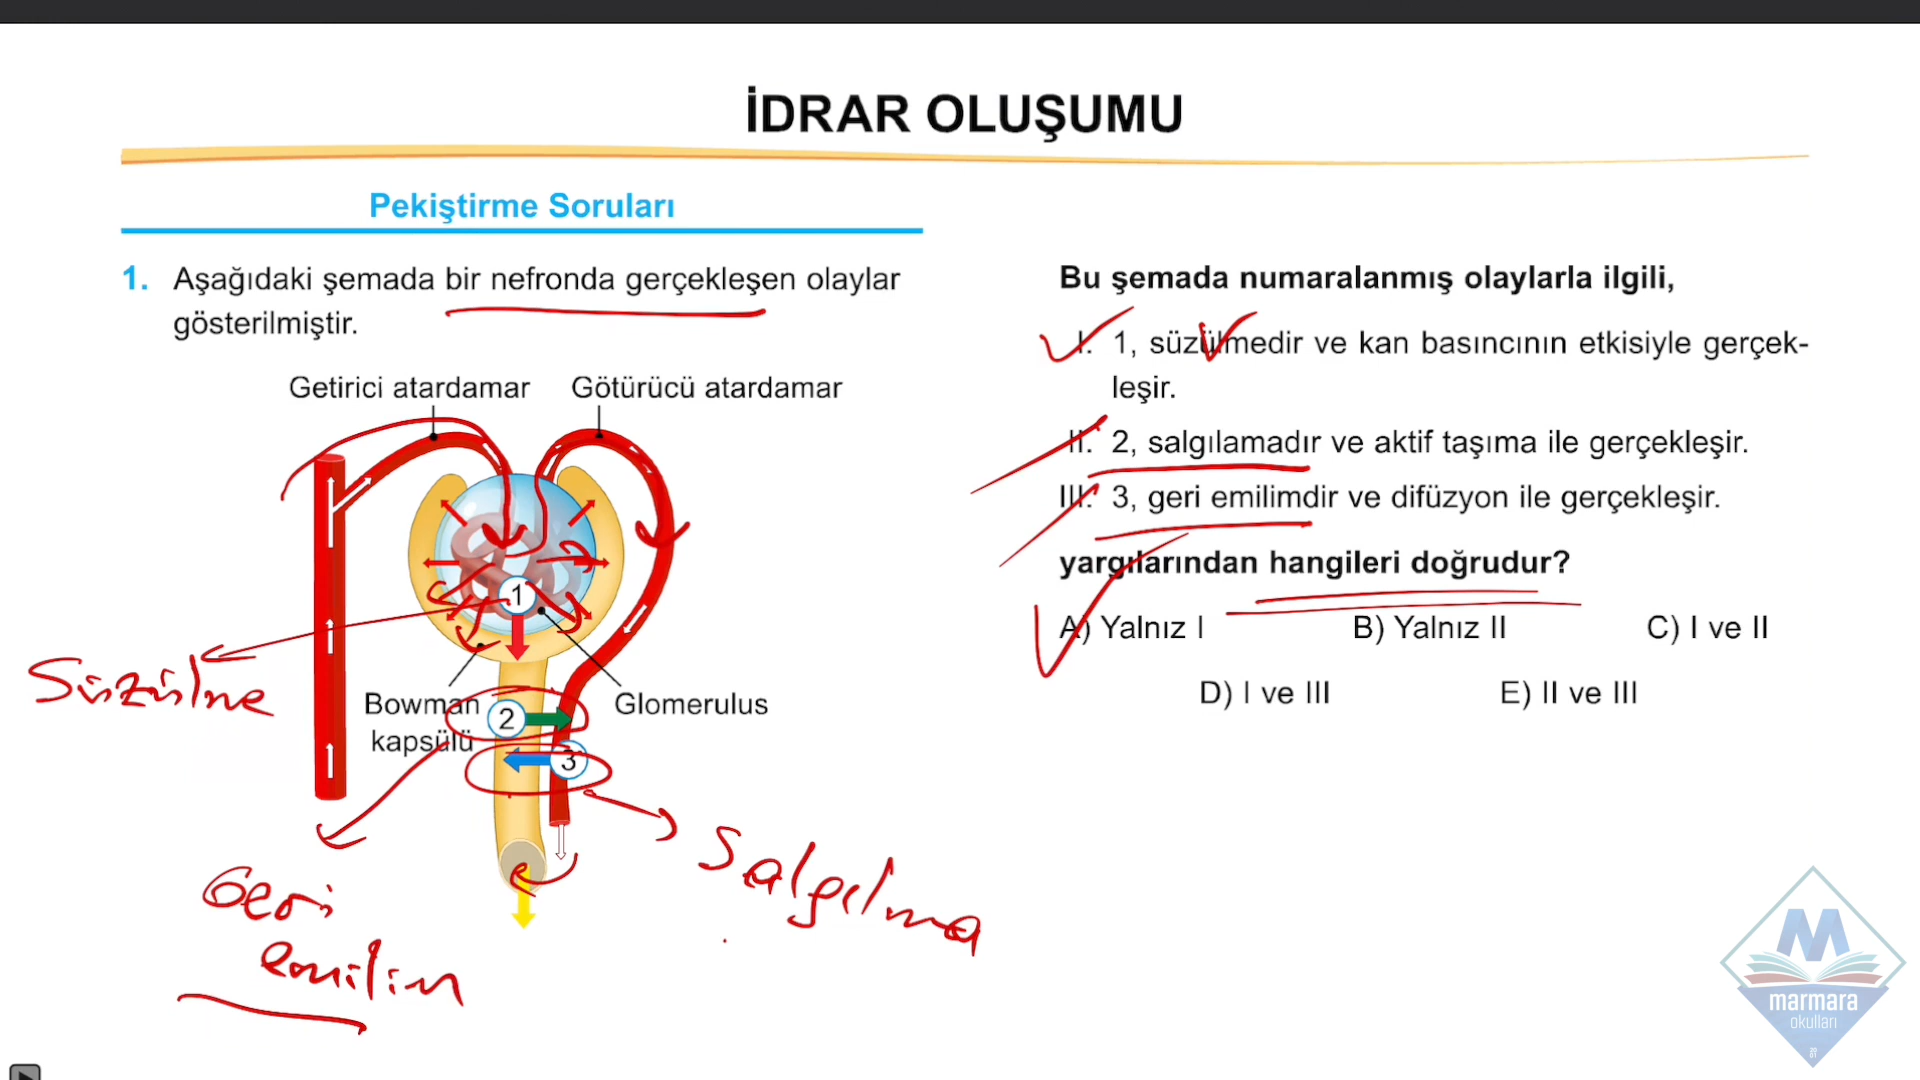 İDRAR OLUŞUMU
Pekiştirme Soruları
1. Aşağıdaki şemada bir nefronda gerçekleşen olaylar
gösterilmiştir.
Getirici atardamar
Götürücü atardamar
1
Bowman
kapsülü
Glomerulus
2
3
Süzülme
Geri
emilim
Salgılma
Bu şemada numaralanmış olaylarla ilgili,
I. 1, süzülmedir ve kan basıncının etkisiyle gerçek-
leşir.
II. 2, salgılamadır ve aktif taşıma ile gerçekleşir.
III. 3, geri emilimdir ve difüzyon ile gerçekleşir.
yargılarından hangileri doğrudur?
A) Yalnız I B) Yalnız II C) I ve II
D) I ve III E) II ve III
M
marmara
okulları
20
01